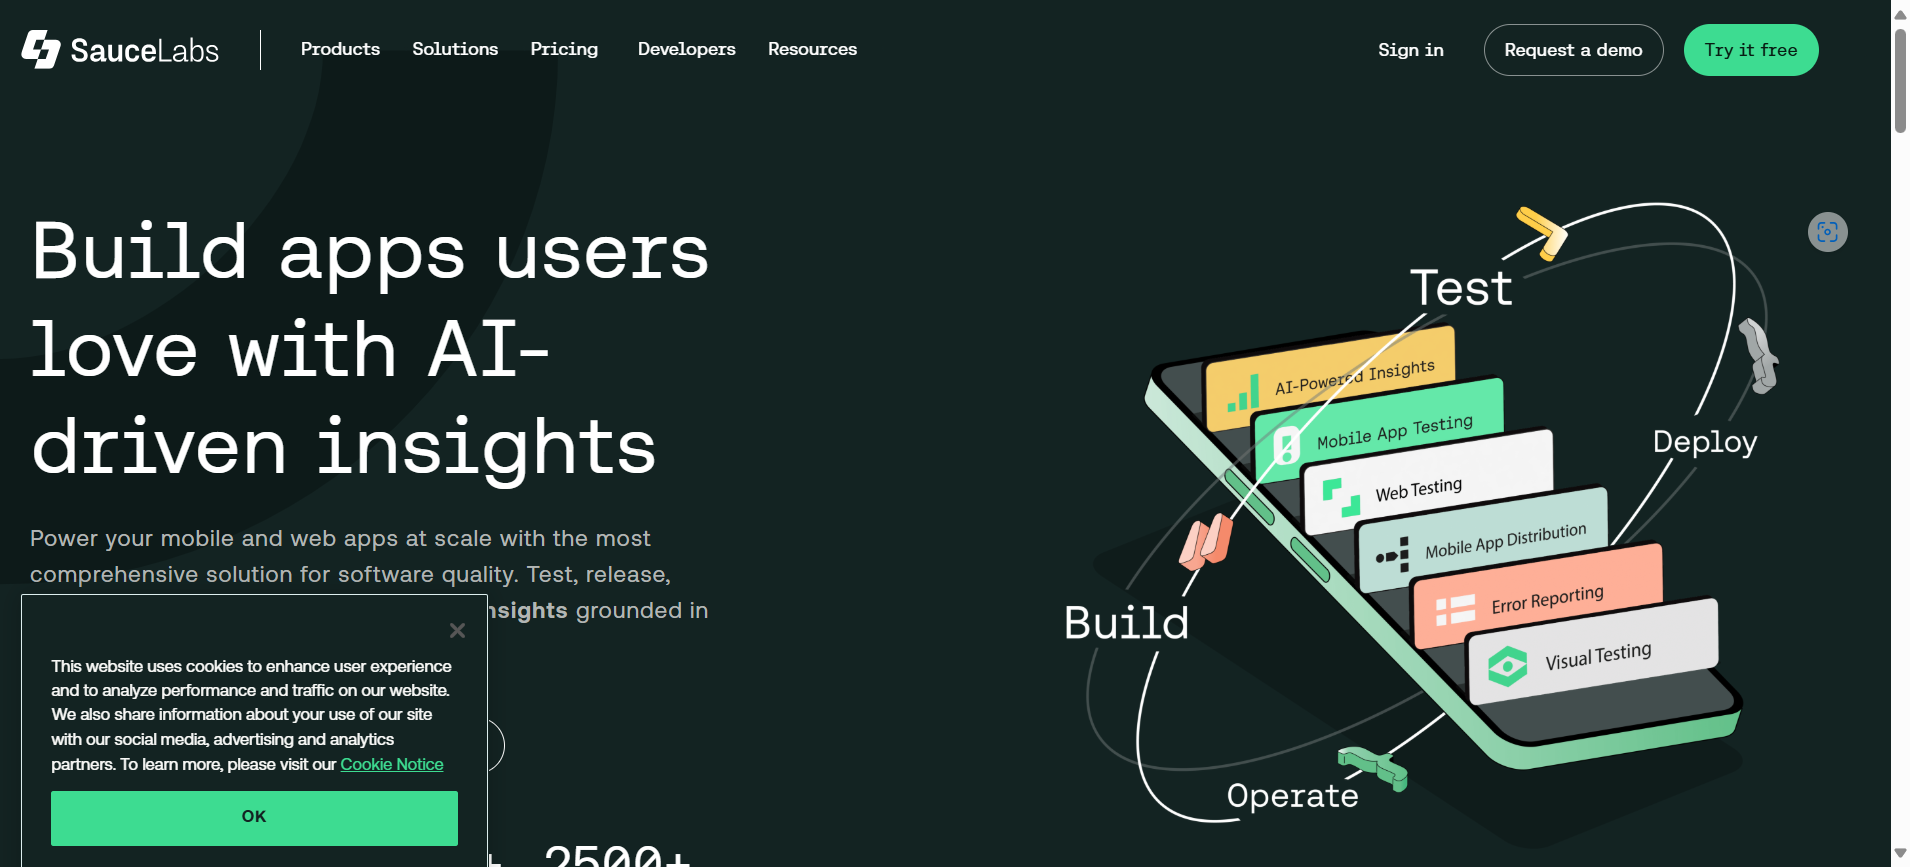 SauceLabs
Products Solutions Pricing Developers Resources
Sign in Request a demo Try it free
Build apps users
love with AI-
driven insights
Power your mobile and web apps at scale with the most
comprehensive solution for software quality. Test, release,
grounded in
This website uses cookies to enhance user experience
and to analyze performance and traffic on our website.
We also share information about your use of our site
with our social media, advertising and analytics
partners. To learn more, please visit our Cookie Notice
OK
2500+
Test
AI-Powered Insights
Mobile App Testing
Web Testing
Deploy
Mobile App Distribution
Error Reporting
Build
Visual Testing
Operate